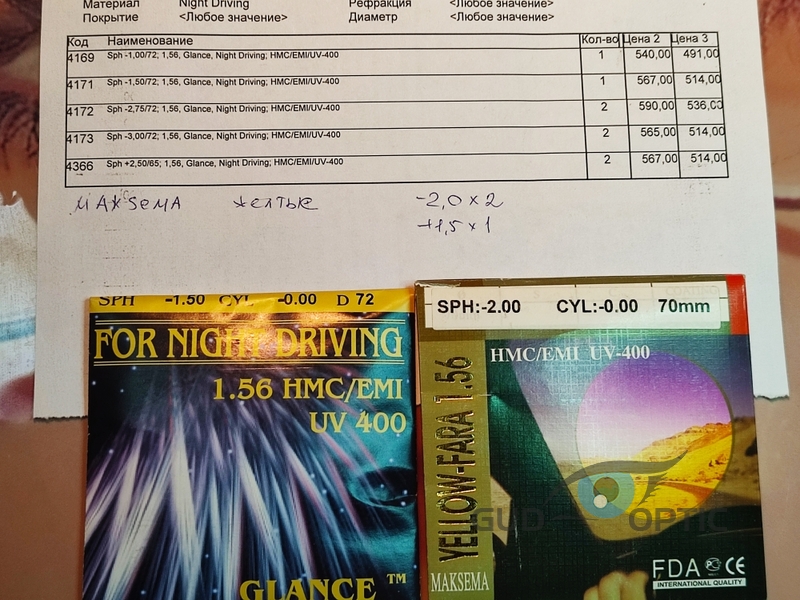 Материал Night Driving Рефракция <Любое значение>
Покрытие <Любое значение> Диаметр <Любое значение>
Код Наименование Кол-во Цена 2 Цена 3
4169 Sph -1,00/72; 1,56, Glance, Night Driving; HMC/EMI/UV-400 1 540,00 491,00
4171 Sph -1,50/72; 1,56, Glance, Night Driving; HMC/EMI/UV-400 1 567,00 514,00
4172 Sph -2,75/72; 1,56, Glance, Night Driving; HMC/EMI/UV-400 2 590,00 536,00
4173 Sph -3,00/72; 1,56, Glance, Night Driving; HMC/EMI/UV-400 2 565,00 514,00
4366 Sph +2,50/65; 1,56, Glance, Night Driving; HMC/EMI/UV-400 2 567,00 514,00
MAKSEMA желтые -2,0 x 2
+1,5 x 1
SPH -1.50 CYL -0.00 D 72
FOR NIGHT DRIVING
1.56 HMC/EMI
UV 400
GLANCE ™
SPH:-2.00 CYL:-0.00 70mm
HMC/EMI UV-400
YELLOW-FARA 1.56
MAKSEMA
GUD OPTIC
FDA PC CE
INTERNATIONAL QUALITY